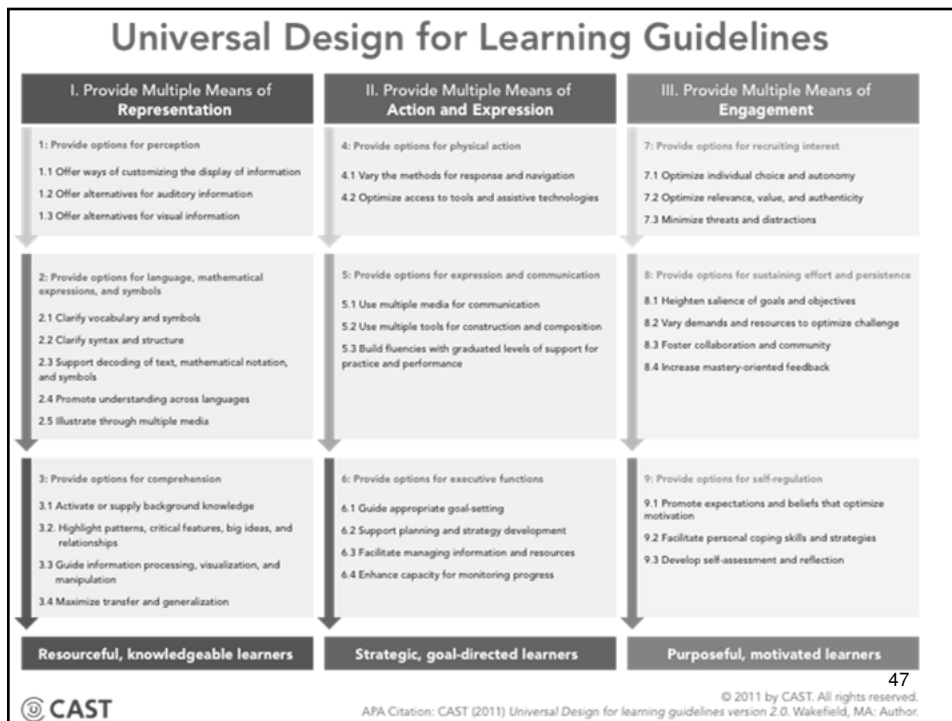 Universal Design for Learning Guidelines
I. Provide Multiple Means of
Representation
1: Provide options for perception
1.1 Offer ways of customizing the display of information
1.2 Offer alternatives for auditory information
1.3 Offer alternatives for visual information
2: Provide options for language, mathematical
expressions, and symbols
2.1 Clarify vocabulary and symbols
2.2 Clarify syntax and structure
2.3 Support decoding of text, mathematical notation,
and symbols
2.4 Promote understanding across languages
2.5 Illustrate through multiple media
3: Provide options for comprehension
3.1 Activate or supply background knowledge
3.2. Highlight patterns, critical features, big ideas, and
relationships
3.3 Guide information processing, visualization, and
manipulation
3.4 Maximize transfer and generalization
Resourceful, knowledgeable learners
II. Provide Multiple Means of
Action and Expression
4: Provide options for physical action
4.1 Vary the methods for response and navigation
4.2 Optimize access to tools and assistive technologies
5: Provide options for expression and communication
5.1 Use multiple media for communication
5.2 Use multiple tools for construction and composition
5.3 Build fluencies with graduated levels of support for
practice and performance
6: Provide options for executive functions
6.1 Guide appropriate goal-setting
6.2 Support planning and strategy development
6.3 Facilitate managing information and resources
6.4 Enhance capacity for monitoring progress
Strategic, goal-directed learners
III. Provide Multiple Means of
Engagement
7: Provide options for recruiting interest
7.1 Optimize individual choice and autonomy
7.2 Optimize relevance, value, and authenticity
7.3 Minimize threats and distractions
8: Provide options for sustaining effort and persistence
8.1 Heighten salience of goals and objectives
8.2 Vary demands and resources to optimize challenge
8.3 Foster collaboration and community
8.4 Increase mastery-oriented feedback
9: Provide options for self-regulation
9.1 Promote expectations and beliefs that optimize
motivation
9.2 Facilitate personal coping skills and strategies
9.3 Develop self-assessment and reflection
Purposeful, motivated learners
47
CAST
© 2011 by CAST. All rights reserved.
APA Citation: CAST (2011) Universal Design for learning guidelines version 2.0. Wakefield, MA: Author.